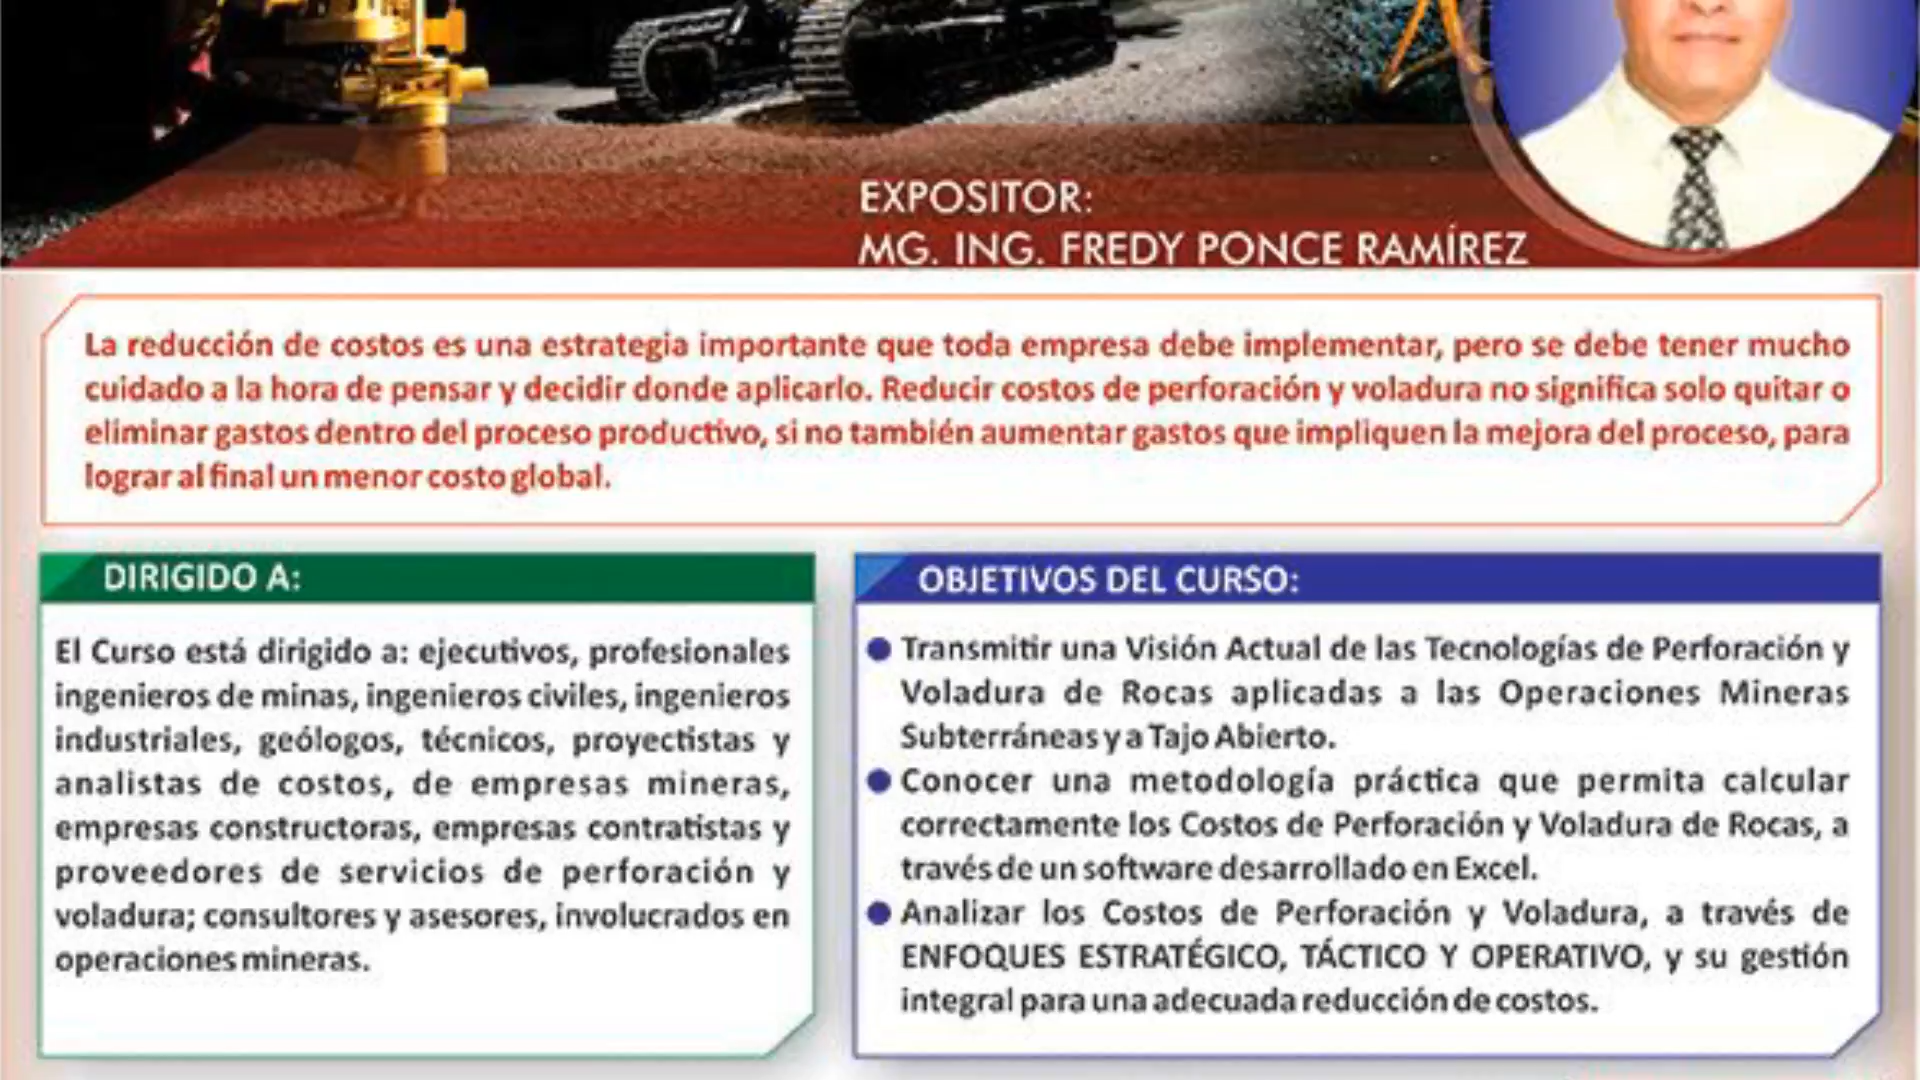 EXPOSITOR:
MG. ING. FREDY PONCE RAMÍREZ
La reducción de costos es una estrategia importante que toda empresa debe implementar, pero se debe tener mucho
cuidado a la hora de pensar y decidir donde aplicarlo. Reducir costos de perforación y voladura no significa solo quitar o
eliminar gastos dentro del proceso productivo, si no también aumentar gastos que impliquen la mejora del proceso, para
lograr al final un menor costo global.
DIRIGIDO A:
El Curso está dirigido a: ejecutivos, profesionales
ingenieros de minas, ingenieros civiles, ingenieros
industriales, geólogos, técnicos, proyectistas y
analistas de costos, de empresas mineras,
empresas constructoras, empresas contratistas y
proveedores de servicios de perforación y
voladura; consultores y asesores, involucrados en
operaciones mineras.
OBJETIVOS DEL CURSO:
● Transmitir una Visión Actual de las Tecnologías de Perforación y
Voladura de Rocas aplicadas a las Operaciones Mineras
Subterráneas y a Tajo Abierto.
● Conocer una metodología práctica que permita calcular
correctamente los Costos de Perforación y Voladura de Rocas, a
través de un software desarrollado en Excel.
● Analizar los Costos de Perforación y Voladura, a través de
ENFOQUES ESTRATÉGICO, TÁCTICO Y OPERATIVO, y su gestión
integral para una adecuada reducción de costos.